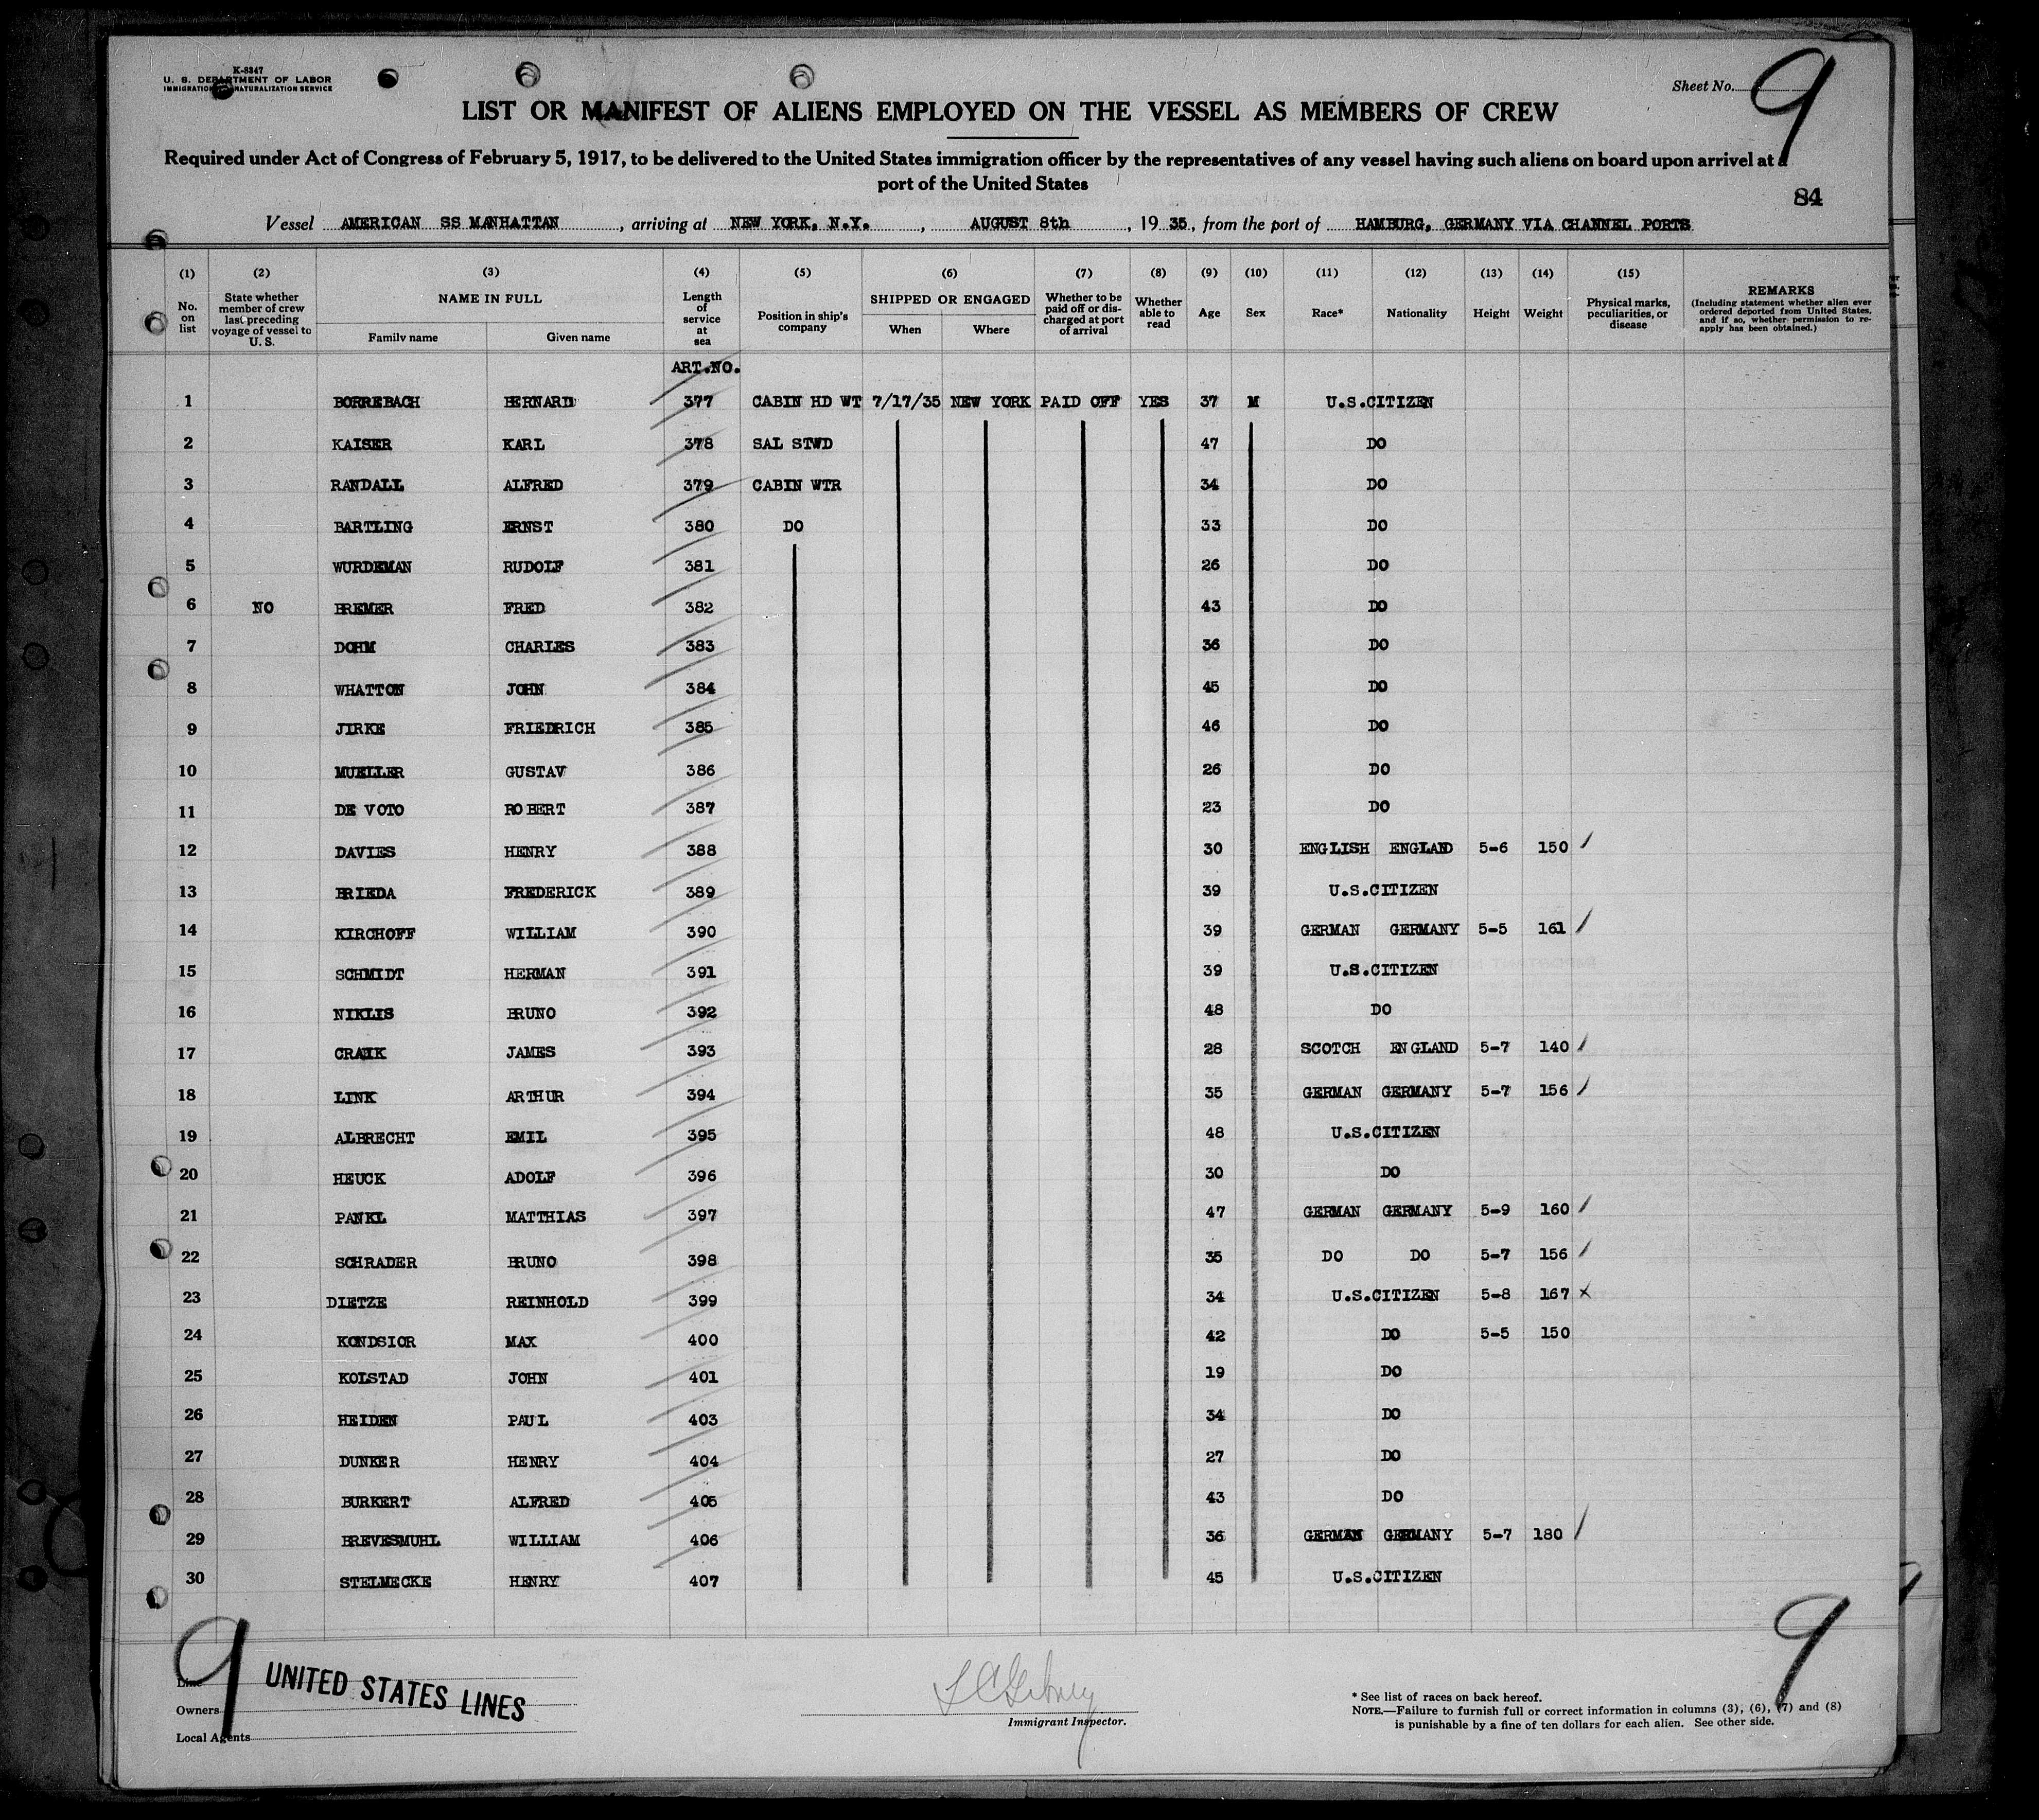 K-8347
U. S. DEPARTMENT OF LABOR
IMMIGRATION NATURALIZATION SERVICE
Sheet No. 9
LIST OR MANIFEST OF ALIENS EMPLOYED ON THE VESSEL AS MEMBERS OF CREW
Required under Act of Congress of February 5, 1917, to be delivered to the United States immigration officer by the representatives of any vessel having such aliens on board upon arrivel at a
port of the United States
84
Vessel AMERICAN SS MANHATTAN, arriving at NEW YORK, N.Y., AUGUST 8th, 19 35, from the port of HAMBURG, GERMANY VIA CHANNEL PORTS
(1) (2) (3) (4) (5) (6) (7) (8) (9) (10) (11) (12) (13) (14) (15)
No. on list
State whether member of crew last preceding voyage of vessel to U. S.
NAME IN FULL
Family name Given name
Length of service at sea
Position in ship's company
SHIPPED OR ENGAGED
When Where
Whether to be paid off or discharged at port of arrival
Whether able to read
Age
Sex
Race*
Nationality
Height
Weight
Physical marks, peculiarities, or disease
REMARKS
(Including statement whether alien ever ordered deported from United States, and if so, whether permission to reapply has been obtained.)
ART.NO.
1 BORREBACH BERNARD 377 CABIN HD WT 7/17/35 NEW YORK PAID OFF YES 37 M U.S.CITIZEN
2 KAISER KARL 378 SAL STWD 47 DO
3 RANDALL ALFRED 379 CABIN WTR 34 DO
4 BARTLING ERNST 380 DO 33 DO
5 WURDEMAN RUDOLF 381 26 DO
6 NO BREMER FRED 382 43 DO
7 DOHM CHARLES 383 36 DO
8 WHATTON JOHN 384 45 DO
9 JIRKE FRIEDRICH 385 46 DO
10 MUELLER GUSTAV 386 26 DO
11 DE VOTO ROBERT 387 23 DO
12 DAVIES HENRY 388 30 ENGLISH ENGLAND 5-6 150
13 BRIEDA FREDERICK 389 39 U.S.CITIZEN
14 KIRCHOFF WILLIAM 390 39 GERMAN GERMANY 5-5 161
15 SCHMIDT HERMAN 391 39 U.S.CITIZEN
16 NIKLIS BRUNO 392 48 DO
17 CRAIK JAMES 393 28 SCOTCH ENGLAND 5-7 140
18 LINK ARTHUR 394 35 GERMAN GERMANY 5-7 156
19 ALBRECHT EMIL 395 48 U.S.CITIZEN
20 HEUCK ADOLF 396 30 DO
21 PANKL MATTHIAS 397 47 GERMAN GERMANY 5-9 160
22 SCHRADER BRUNO 398 35 DO DO 5-7 156
23 DIETZE REINHOLD 399 34 U.S.CITIZEN 5-8 167 x
24 KONDSIOR MAX 400 42 DO 5-5 150
25 KOLSTAD JOHN 401 19 DO
26 HEIDEN PAUL 403 34 DO
27 DUNKER HENRY 404 27 DO
28 BURKERT ALFRED 405 43 DO
29 BREVESMUHL WILLIAM 406 36 GERMAN GERMANY 5-7 180
30 STELMECKE HENRY 407 45 U.S.CITIZEN
9
9
UNITED STATES LINES
Owners
Local Agents
Immigrant Inspector.
* See list of races on back hereof.
NOTE.—Failure to furnish full or correct information in columns (3), (6), (7) and (8)
is punishable by a fine of ten dollars for each alien. See other side.